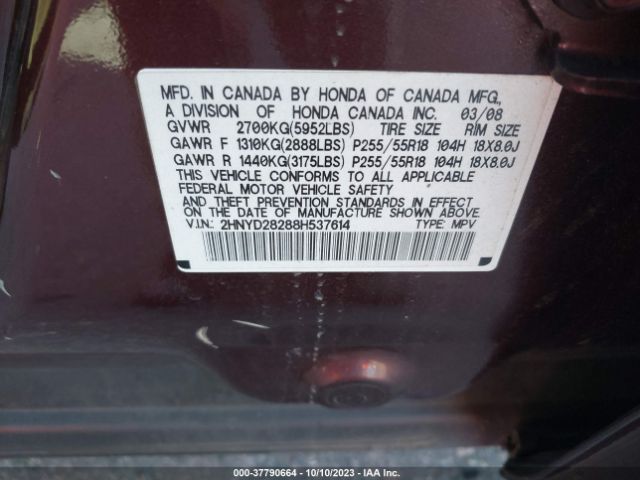 MFD. IN CANADA BY HONDA OF CANADA MFG.,
A DIVISION OF HONDA CANADA INC. 03/08
GVWR 2700KG(5952LBS) TIRE SIZE RIM SIZE
GAWR F 1310KG(2888LBS) P255/55R18 104H 18X8.0J
GAWR R 1440KG(3175LBS) P255/55R18 104H 18X8.0J
THIS VEHICLE CONFORMS TO ALL APPLICABLE
FEDERAL MOTOR VEHICLE SAFETY
AND THEFT PREVENTION STANDARDS IN EFFECT
ON THE DATE OF MANUFACTURE SHOWN ABOVE.
V.I.N.: 2HNYD28288H537614 TYPE: MPV
000-37790664 - 10/10/2023 - IAA Inc.